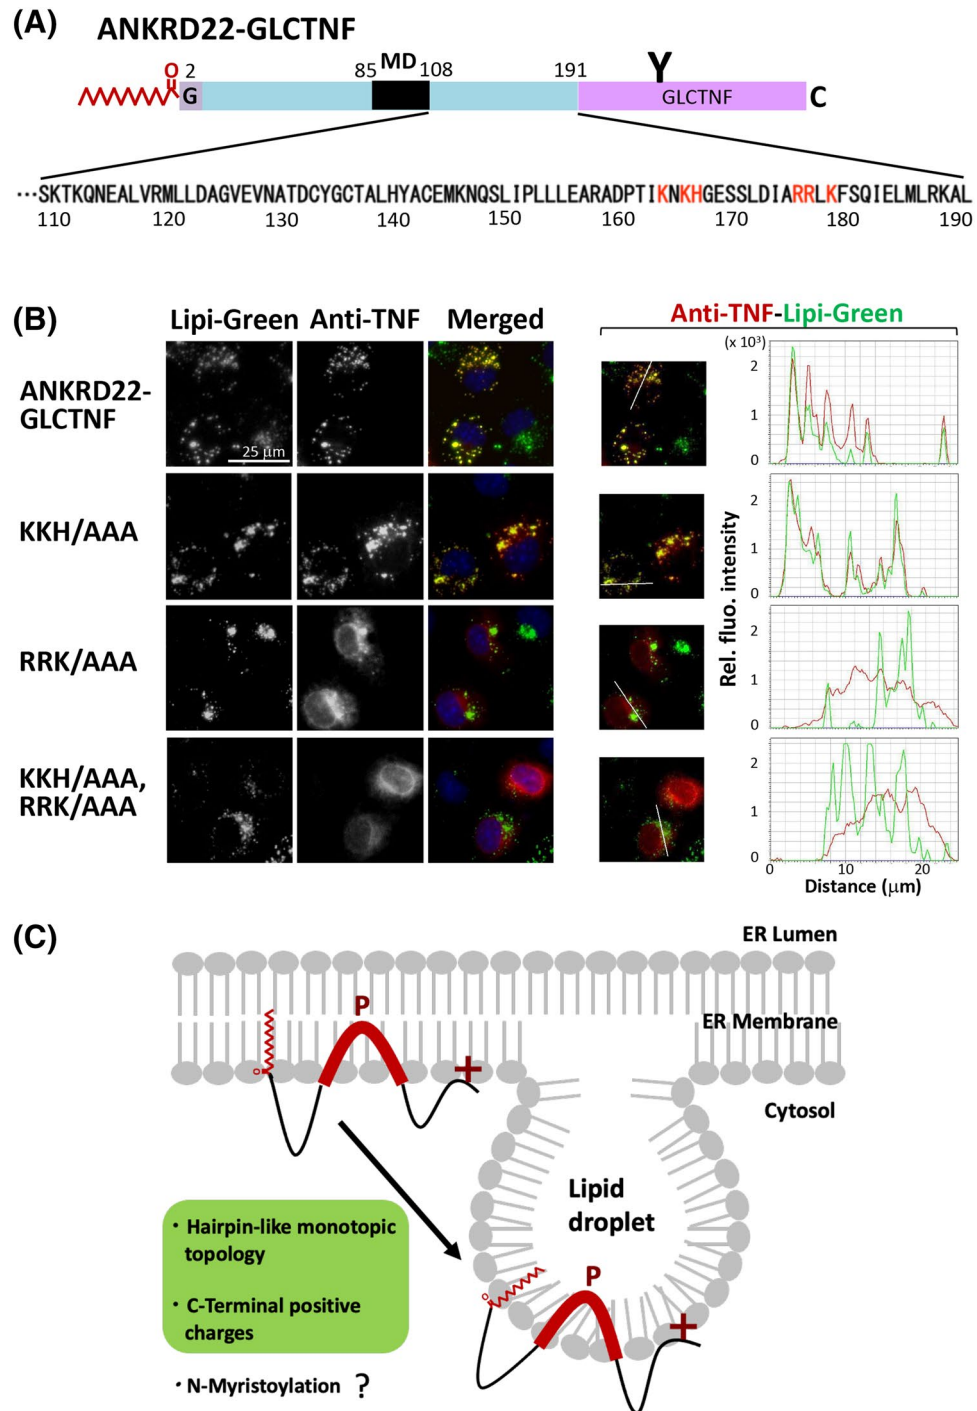 (A)
ANKRD22-GLCTNF
O 2 85 MD 108 191 Y
G GLCTNF C
···SKTKQNEALVRMLLDAGVEVNATDCYGCTALHYACEMKNQSLIPLLLEARADPTIKNKHGESSLDIARRLKFSQIELMLRKAL
110 120 130 140 150 160 170 180 190
(B)
Lipi-Green Anti-TNF Merged
Anti-TNF-Lipi-Green
(x 10³)
ANKRD22-
GLCTNF
25 μm
2
1
0
KKH/AAA
2
1
0
Rel. fluo. intensity
RRK/AAA
2
1
0
KKH/AAA,
RRK/AAA
2
1
0
0 10 20
Distance (μm)
(C)
ER Lumen
P
ER Membrane
+
Cytosol
Lipid
droplet
P
+
· Hairpin-like monotopic
topology
· C-Terminal positive
charges
· N-Myristoylation ?